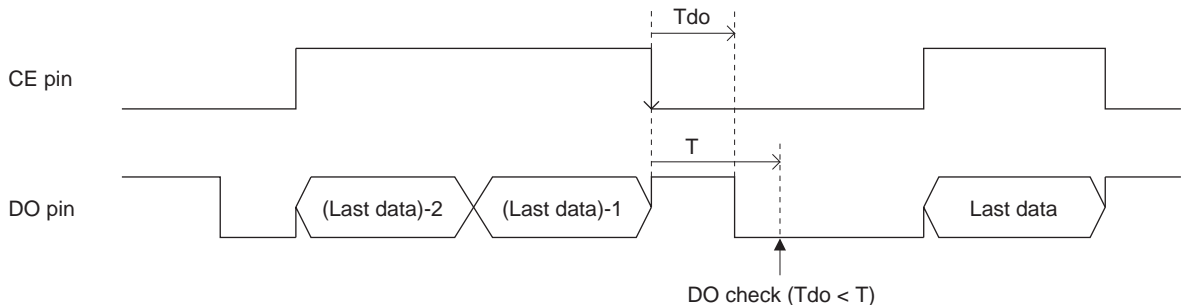 Tdo
CE pin
T
DO pin
(Last data)-2
(Last data)-1
Last data
DO check (Tdo < T)